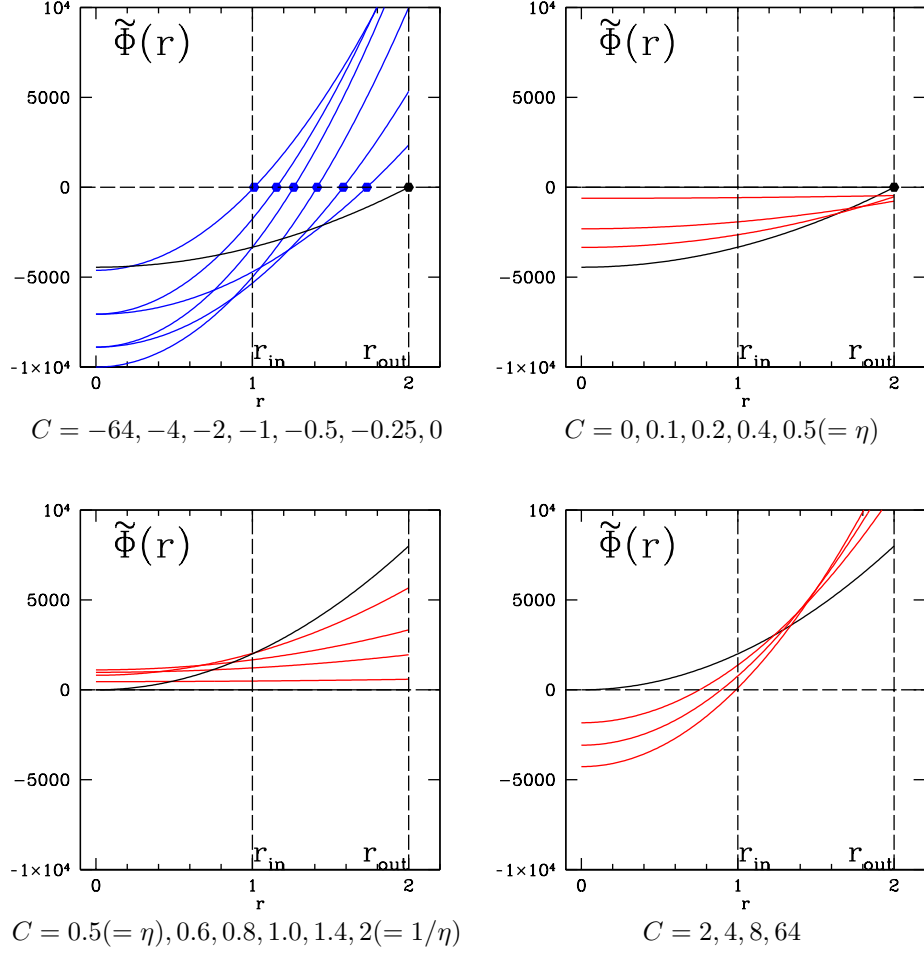 10⁴
Φ̃(r)
5000
0
-5000
-1×10⁴
r_in r_out
0 1 2
r
C = −64, −4, −2, −1, −0.5, −0.25, 0
10⁴
Φ̃(r)
5000
0
-5000
-1×10⁴
r_in r_out
0 1 2
r
C = 0, 0.1, 0.2, 0.4, 0.5(= η)
10⁴
Φ̃(r)
5000
0
-5000
-1×10⁴
r_in r_out
0 1 2
r
C = 0.5(= η), 0.6, 0.8, 1.0, 1.4, 2(= 1/η)
10⁴
Φ̃(r)
5000
0
-5000
-1×10⁴
r_in r_out
0 1 2
r
C = 2, 4, 8, 64